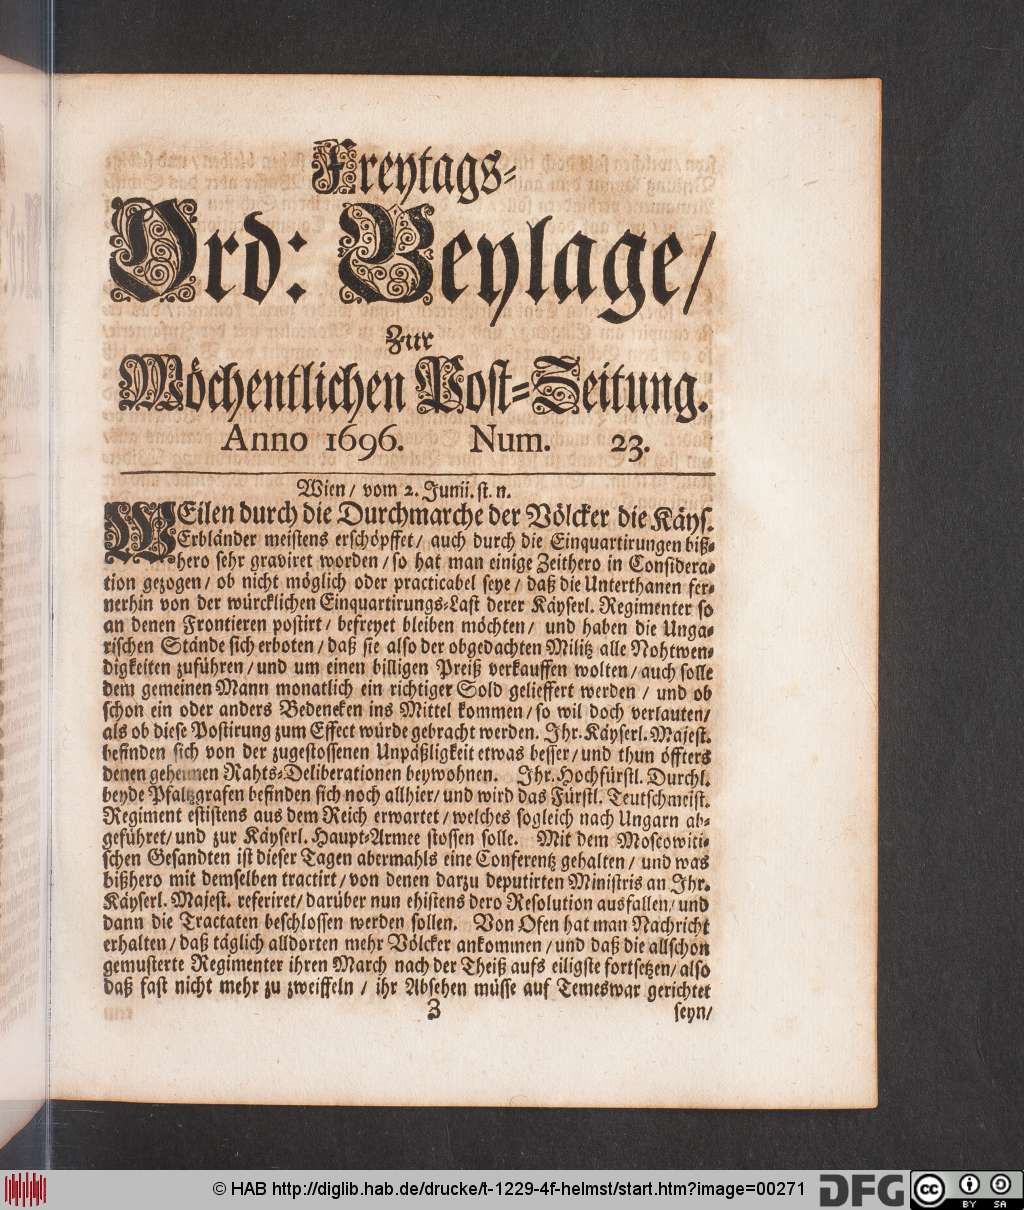 Freytags-
Ord: Beylage/
Zur
Wöchentlichen Post-Zeitung.
Anno 1696. Num. 23.
Wien/ vom 2. Junii. st. n.
WEilen durch die Durchmarche der Völcker die Käys.
Erbländer meistens erschöpffet/ auch durch die Einquartirungen biß-
hero sehr graviret worden/ so hat man einige Zeithero in Considera-
tion gezogen/ ob nicht möglich oder practicabel seye/ daß die Unterthanen fer-
nerhin von der würcklichen Einquartirungs-Last derer Käyserl. Regimenter so
an denen Frontieren postirt/ befreyet bleiben möchten/ und haben die Unga-
rischen Stände sich erboten/ daß sie also der obgedachten Militz alle Nohtwen-
digkeiten zuführen/ und um einen billigen Preiß verkauffen wolten/ auch solle
dem gemeinen Mann monatlich ein richtiger Sold gelieffert werden/ und ob
schon ein oder anders Bedencken ins Mittel kommen/ so wil doch verlauten/
als ob diese Postirung zum Effect würde gebracht werden. Ihr. Käyserl. Majest.
befinden sich von der zugestossenen Unpäßligkeit etwas besser/ und thun öffters
denen geheimen Rahts-Deliberationen beywohnen. Ihr. Hochfürstl. Durchl.
beyde Pfaltzgrafen befinden sich noch allhier/ und wird das Fürstl. Teutschmeist.
Regiment estistens aus dem Reich erwartet/ welches sogleich nach Ungarn ab-
geführet/ und zur Käyserl. Haupt-Armee stossen solle. Mit dem Moscowiti-
schen Gesandten ist dieser Tagen abermahls eine Conferentz gehalten/ und was
bißhero mit demselben tractirt/ von denen darzu deputirten Ministris an Ihr.
Käyserl. Majest. referiret/ darüber nun ehistens dero Resolution ausfallen/ und
dann die Tractaten beschlossen werden sollen. Von Ofen hat man Nachricht
erhalten/ daß täglich alldorten mehr Völcker ankommen/ und daß die allschon
gemusterte Regimenter ihren March nach der Theiß aufs eiligste fortsetzen/ also
daß fast nicht mehr zu zweiffeln/ ihr Absehen müsse auf Temeswar gerichtet
3 seyn/
© HAB http://diglib.hab.de/drucke/t-1229-4f-helmst/start.htm?image=00271
DFG
cc BY SA